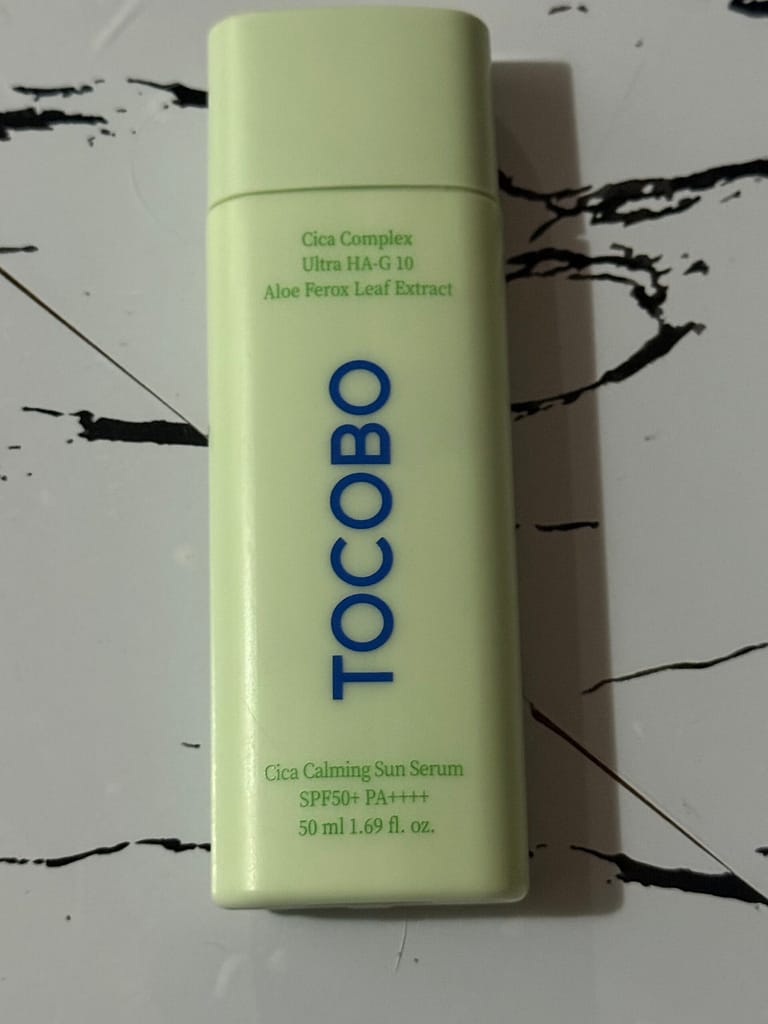 Cica Complex
Ultra HA-G 10
Aloe Ferox Leaf Extract
TOCOBO
Cica Calming Sun Serum
SPF50+ PA++++
50 ml 1.69 fl. oz.